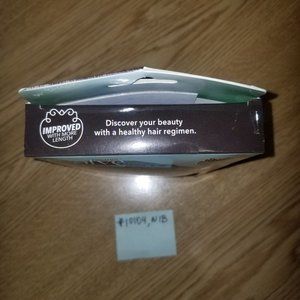 IMPROVED
WITH MORE
LENGTH
Discover your beauty
with a healthy hair regimen.
#10104, NIB